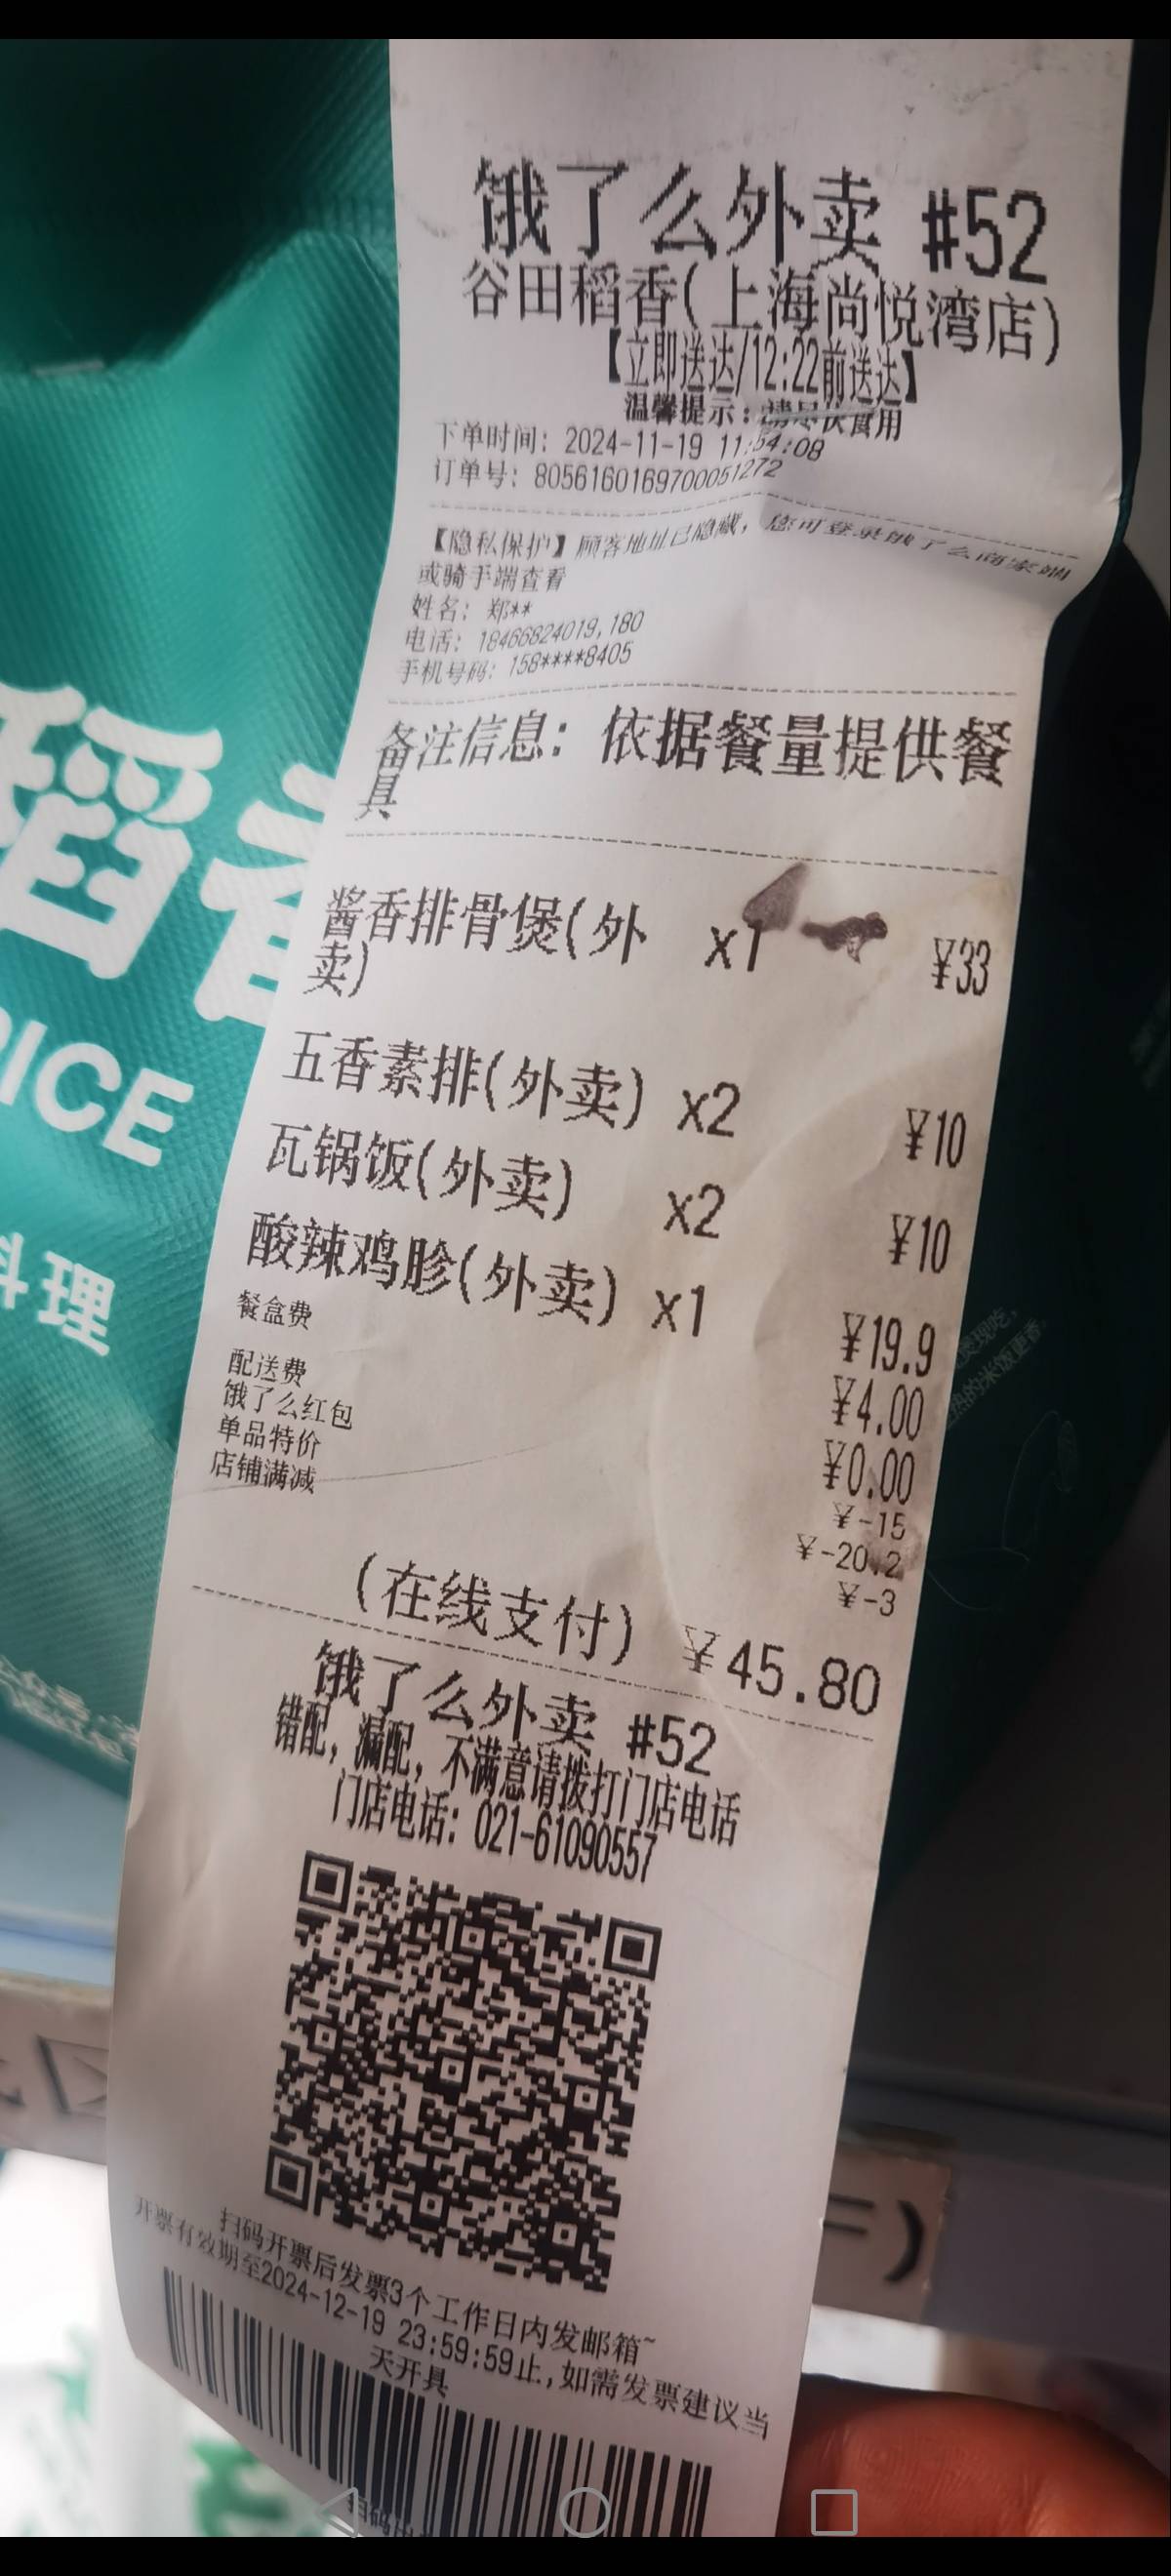 饿了么外卖 #52
谷田稻香(上海尚悦湾店)
【立即送达/12:22前送达】
温馨提示:请尽快食用
下单时间: 2024-11-19 11:54:08
订单号: 8056160169700051272
【隐私保护】顾客地址已隐藏, 您可登录饿了么商家端
或骑手端查看
姓名: 郑**
电话: 18466824019,180
手机号码: 158****8405
备注信息: 依据餐量提供餐
具
酱香排骨煲(外 x1 ¥33
卖)
五香素排(外卖) x2 ¥10
瓦锅饭(外卖) x2 ¥10
酸辣鸡胗(外卖) x1 ¥19.9
餐盒费 ¥4.00
配送费 ¥0.00
饿了么红包 ¥-15
单品特价 ¥-20.2
店铺满减 ¥-3
(在线支付) ¥45.80
饿了么外卖 #52
错配, 漏配, 不满意请拨打门店电话
门店电话: 021-61090557
扫码开票后发票3个工作日内发邮箱~
开票有效期至2024-12-19 23:59:59止,如需发票建议当
天开具
稻香
RICE
料理